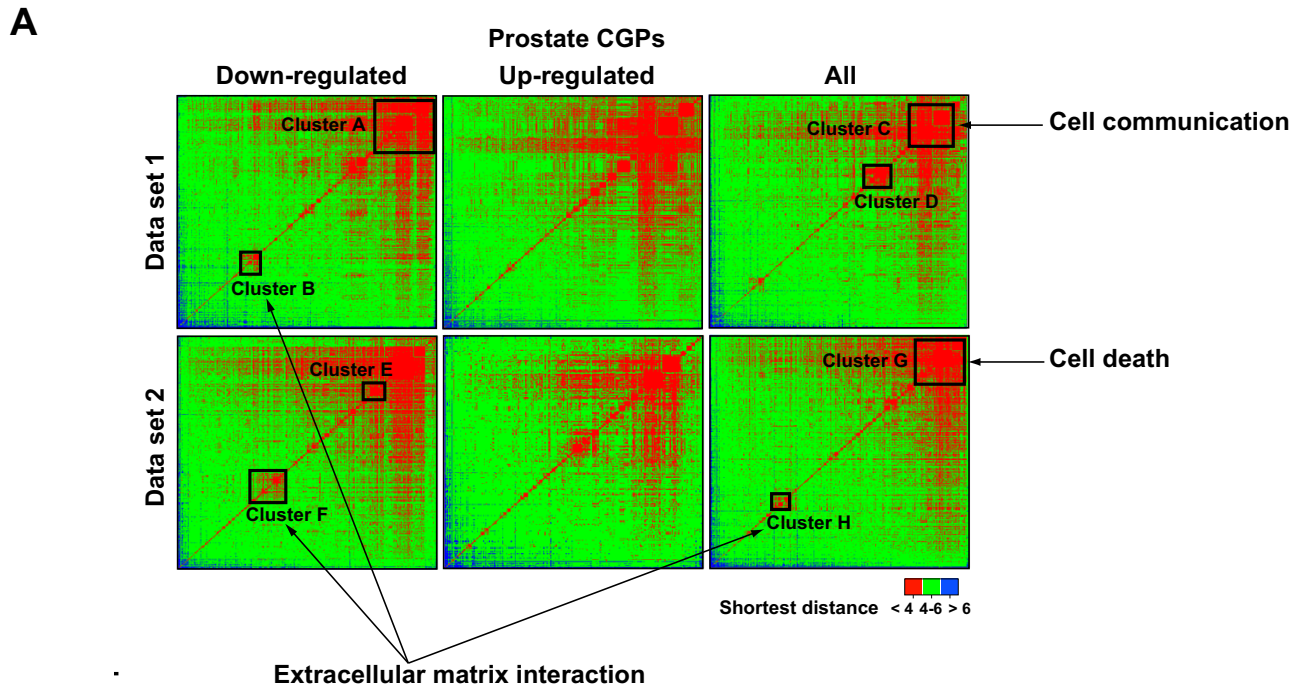 A
Prostate CGPs
Down-regulated Up-regulated All
Data set 1
Cluster A
Cluster B
Cluster C
Cluster D
Cell communication
Data set 2
Cluster E
Cluster F
Cluster G
Cluster H
Cell death
Shortest distance < 4 4-6 > 6
Extracellular matrix interaction